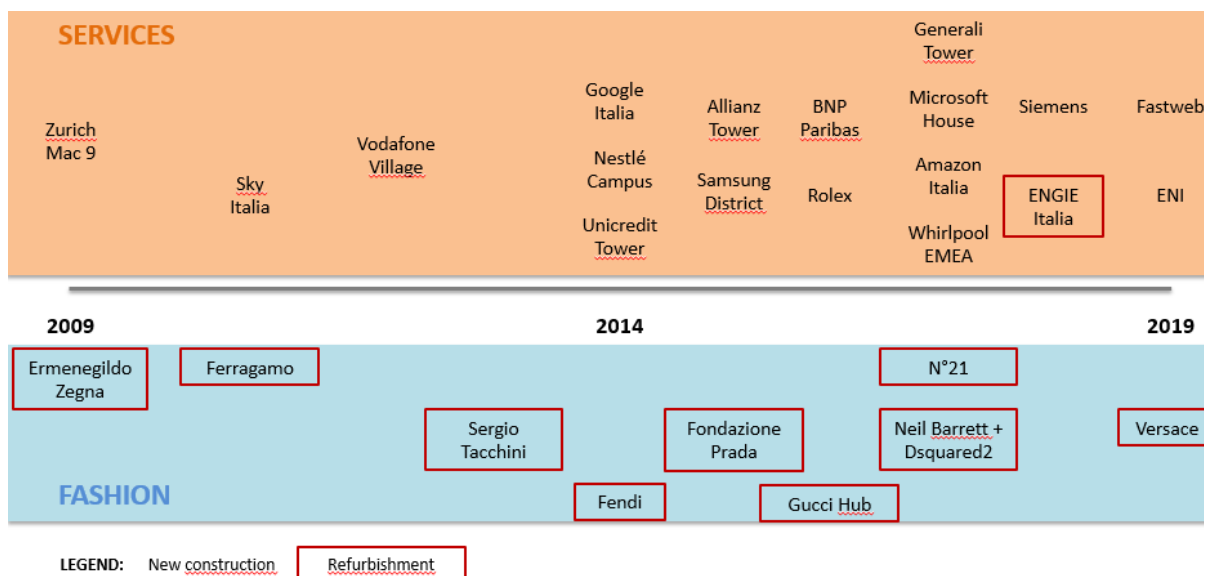 SERVICES
Zurich
Mac 9
Sky
Italia
Vodafone
Village
Google
Italia
Nestlé
Campus
Unicredit
Tower
Allianz
Tower
Samsung
District
BNP
Paribas
Rolex
Generali
Tower
Microsoft
House
Amazon
Italia
Whirlpool
EMEA
Siemens
ENGIE
Italia
Fastweb
ENI
2009
2014
2019
Ermenegildo
Zegna
Ferragamo
Sergio
Tacchini
Fendi
Fondazione
Prada
Gucci Hub
N°21
Neil Barrett +
Dsquared2
Versace
FASHION
LEGEND: New construction Refurbishment